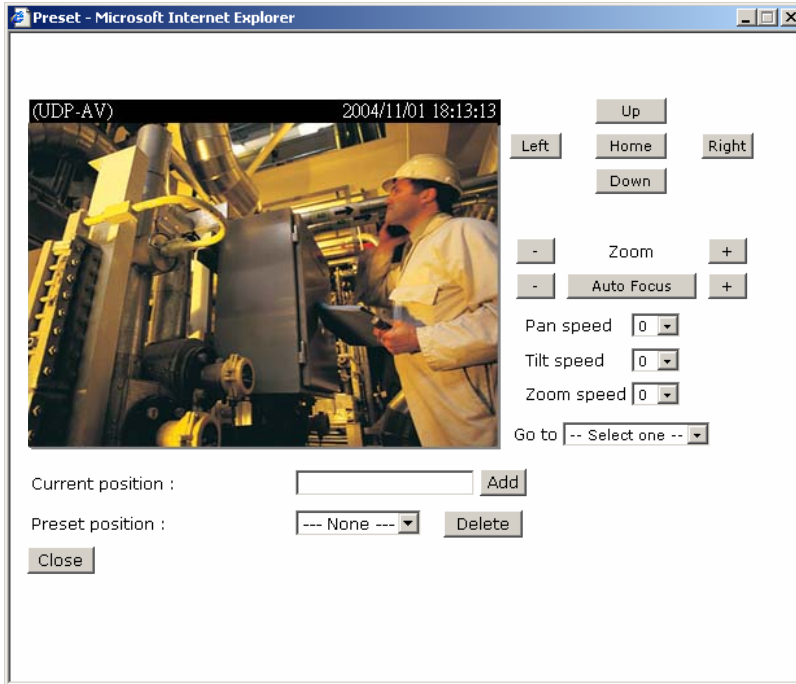 Preset - Microsoft Internet Explorer
(UDP-AV) 2004/11/01 18:13:13
Up
Left Home Right
Down
- Zoom +
- Auto Focus +
Pan speed 0
Tilt speed 0
Zoom speed 0
Go to -- Select one --
Current position : Add
Preset position : --- None --- Delete
Close